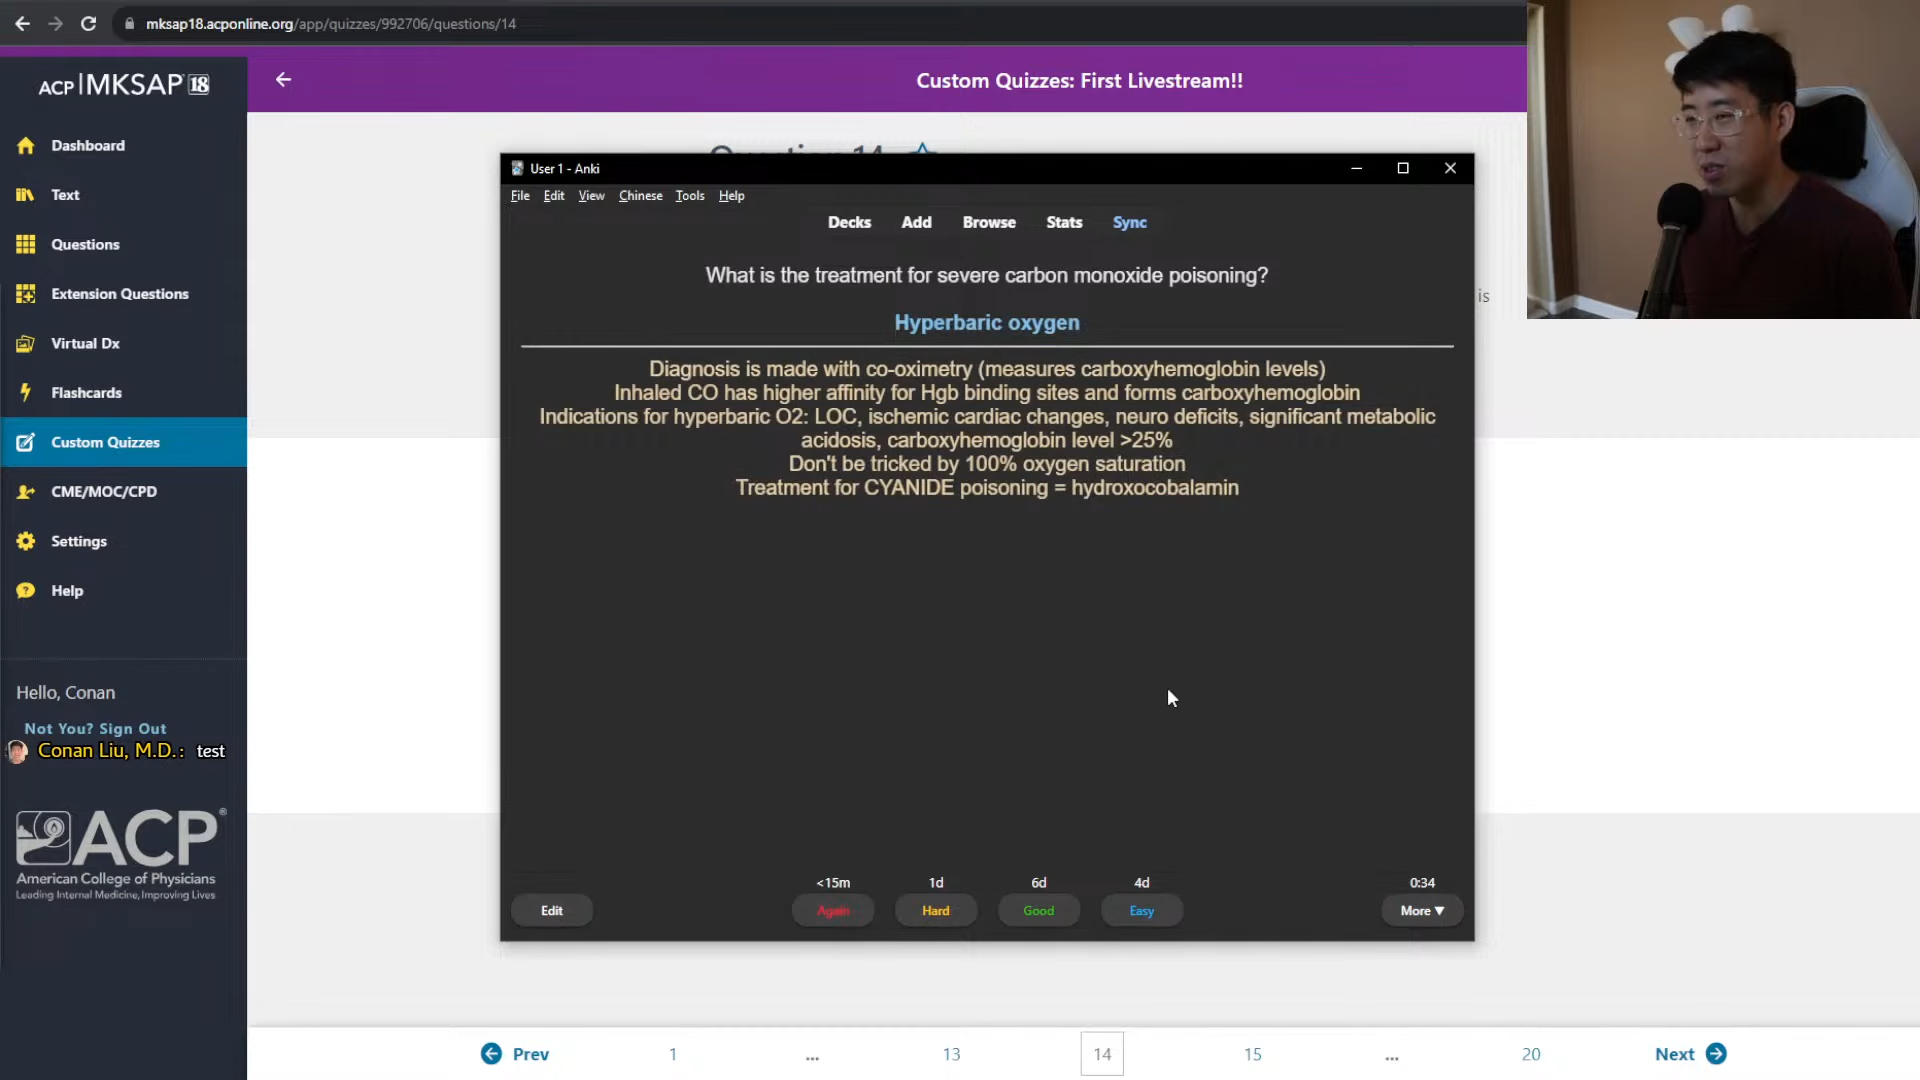 mksap18.acponline.org/app/quizzes/992706/questions/14
ACP MKSAP 18
Custom Quizzes: First Livestream!!
Dashboard
Text
Questions
Extension Questions
Virtual Dx
Flashcards
Custom Quizzes
CME/MOC/CPD
Settings
Help
Hello, Conan
Not You? Sign Out
Conan Liu, M.D.: test
ACP®
American College of Physicians
Leading Internal Medicine, Improving Lives
Question 14
is
User 1 - Anki
File Edit View Chinese Tools Help
Decks Add Browse Stats Sync
What is the treatment for severe carbon monoxide poisoning?
Hyperbaric oxygen
Diagnosis is made with co-oximetry (measures carboxyhemoglobin levels)
Inhaled CO has higher affinity for Hgb binding sites and forms carboxyhemoglobin
Indications for hyperbaric O2: LOC, ischemic cardiac changes, neuro deficits, significant metabolic
acidosis, carboxyhemoglobin level >25%
Don't be tricked by 100% oxygen saturation
Treatment for CYANIDE poisoning = hydroxocobalamin
<15m 1d 6d 4d 0:34
Edit Again Hard Good Easy More ▼
Prev 1 ... 13 14 15 ... 20 Next